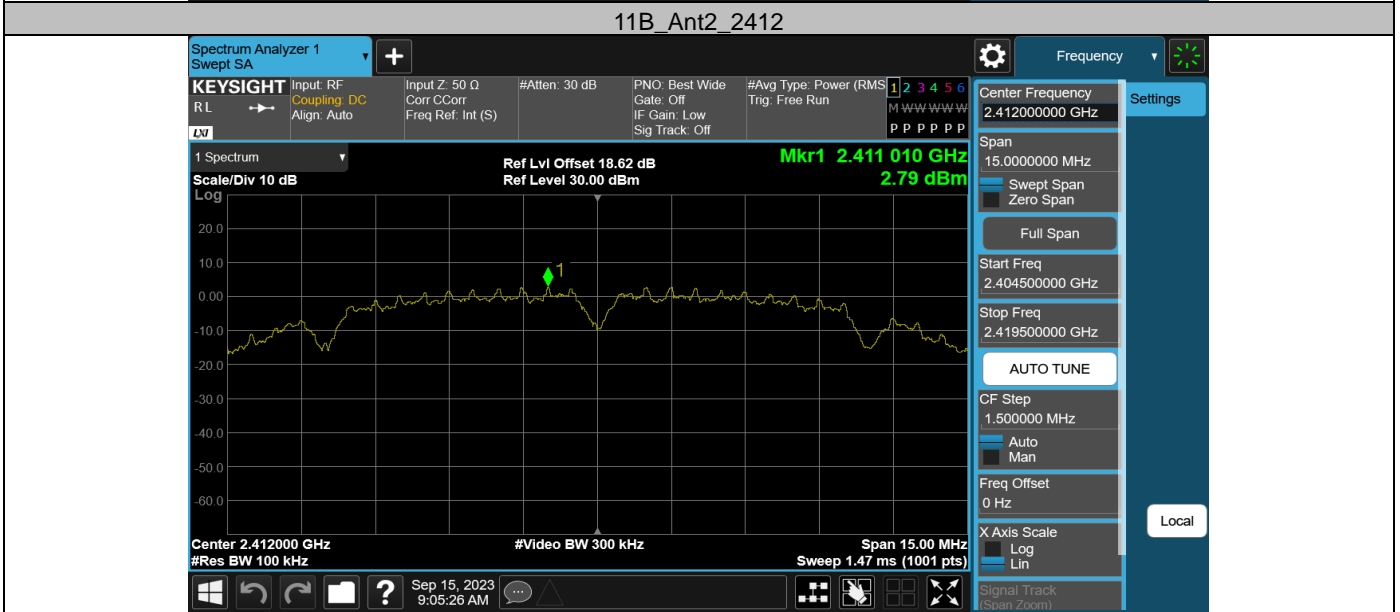 11B_Ant2_2412
Spectrum Analyzer 1
Swept SA
Frequency
KEYSIGHT
R L
LXI
Input: RF
Coupling: DC
Align: Auto
Input Z: 50 Ω
Corr CCorr
Freq Ref: Int (S)
#Atten: 30 dB
PNO: Best Wide
Gate: Off
IF Gain: Low
Sig Track: Off
#Avg Type: Power (RMS
Trig: Free Run
1 2 3 4 5 6
M W W W W W
P P P P P P
1 Spectrum
Scale/Div 10 dB
Log
Ref Lvl Offset 18.62 dB
Ref Level 30.00 dBm
Mkr1 2.411 010 GHz
2.79 dBm
20.0
10.0
0.00
-10.0
-20.0
-30.0
-40.0
-50.0
-60.0
1
Center 2.412000 GHz
#Video BW 300 kHz
Span 15.00 MHz
#Res BW 100 kHz
Sweep 1.47 ms (1001 pts)
Sep 15, 2023
9:05:26 AM
?
Center Frequency
2.412000000 GHz
Settings
Span
15.0000000 MHz
Swept Span
Zero Span
Full Span
Start Freq
2.404500000 GHz
Stop Freq
2.419500000 GHz
AUTO TUNE
CF Step
1.500000 MHz
Auto
Man
Freq Offset
0 Hz
X Axis Scale
Log
Lin
Local
Signal Track
(Span Zoom)